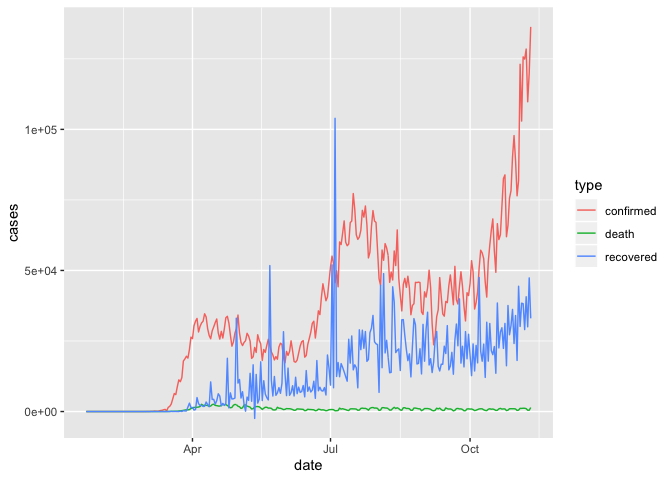 1e+05
5e+04
0e+00
cases
Apr
Jul
Oct
date
type
confirmed
death
recovered